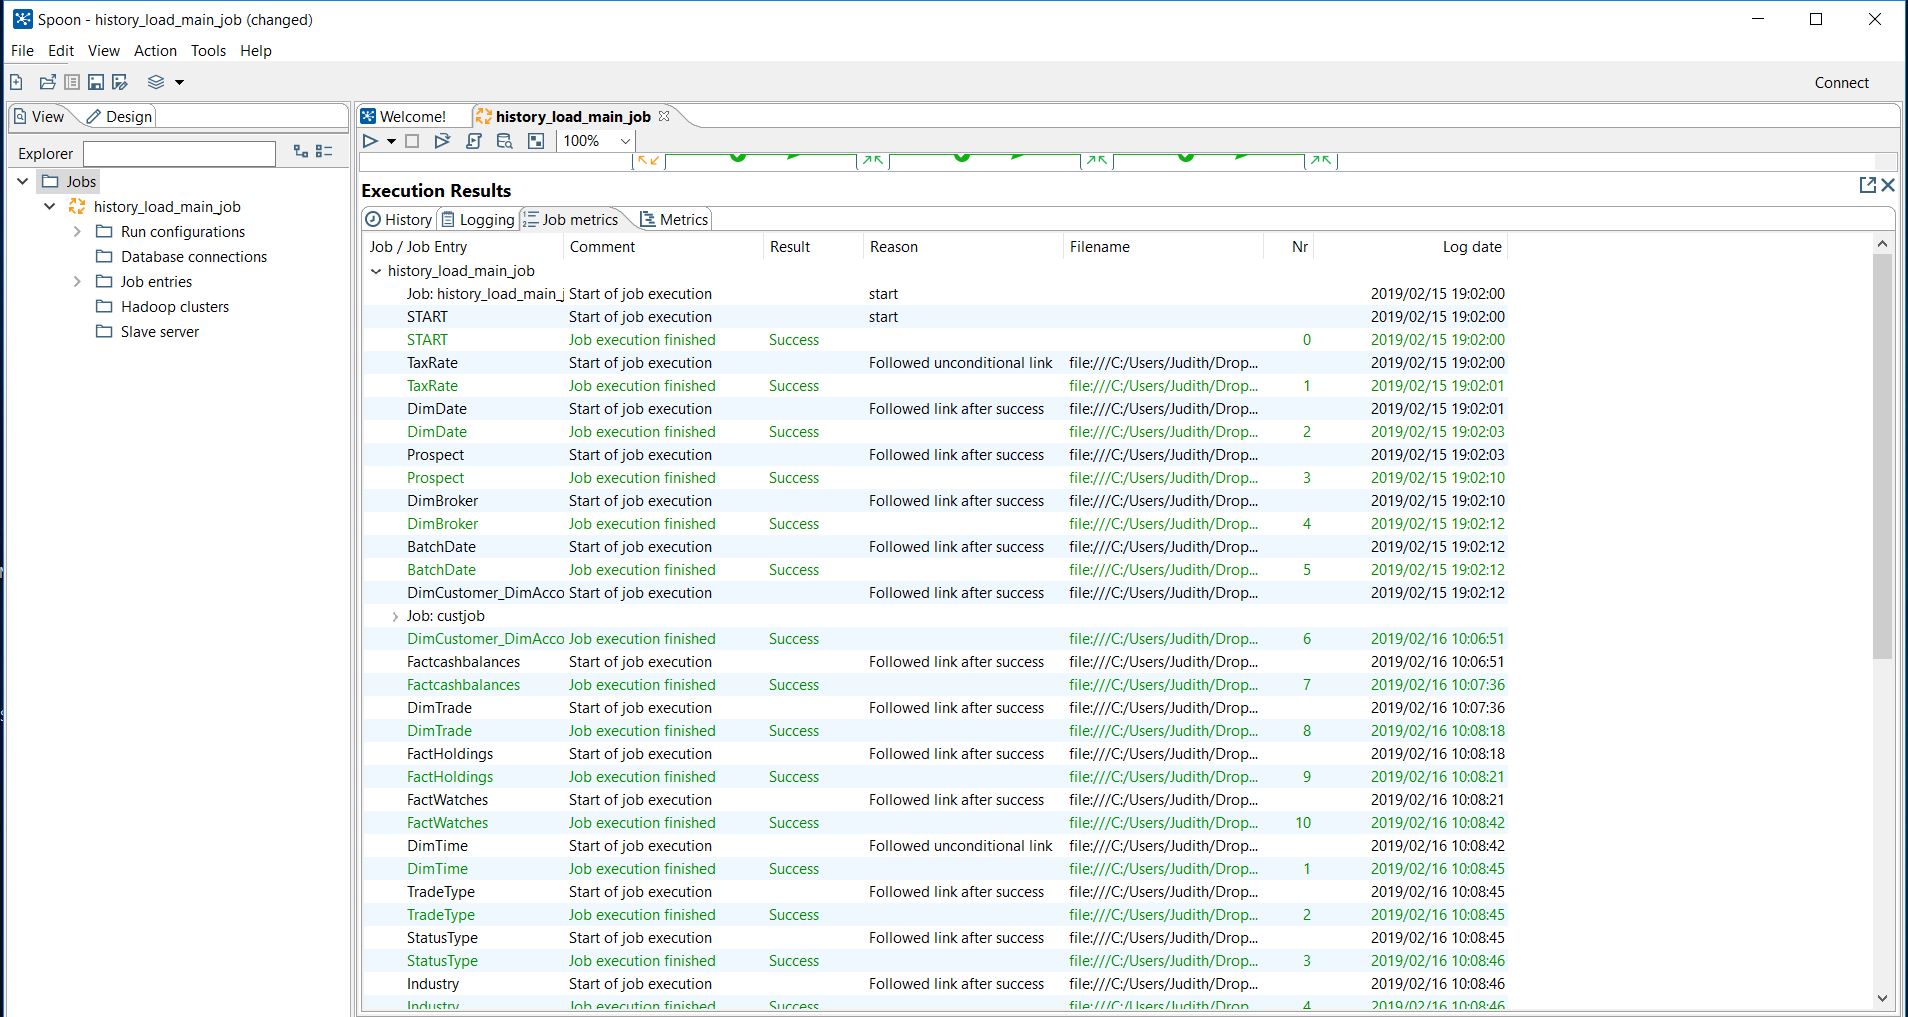 Spoon - history_load_main_job (changed)
File Edit View Action Tools Help
Connect
View Design
Welcome! history_load_main_job
100%
Explorer
Jobs
history_load_main_job
Run configurations
Database connections
Job entries
Hadoop clusters
Slave server
Execution Results
History Logging Job metrics Metrics
Job / Job Entry Comment Result Reason Filename Nr Log date
history_load_main_job
Job: history_load_main_j Start of job execution start 2019/02/15 19:02:00
START Start of job execution start 2019/02/15 19:02:00
START Job execution finished Success 0 2019/02/15 19:02:00
TaxRate Start of job execution Followed unconditional link file:///C:/Users/Judith/Drop... 2019/02/15 19:02:00
TaxRate Job execution finished Success file:///C:/Users/Judith/Drop... 1 2019/02/15 19:02:01
DimDate Start of job execution Followed link after success file:///C:/Users/Judith/Drop... 2019/02/15 19:02:01
DimDate Job execution finished Success file:///C:/Users/Judith/Drop... 2 2019/02/15 19:02:03
Prospect Start of job execution Followed link after success file:///C:/Users/Judith/Drop... 2019/02/15 19:02:03
Prospect Job execution finished Success file:///C:/Users/Judith/Drop... 3 2019/02/15 19:02:10
DimBroker Start of job execution Followed link after success file:///C:/Users/Judith/Drop... 2019/02/15 19:02:10
DimBroker Job execution finished Success file:///C:/Users/Judith/Drop... 4 2019/02/15 19:02:12
BatchDate Start of job execution Followed link after success file:///C:/Users/Judith/Drop... 2019/02/15 19:02:12
BatchDate Job execution finished Success file:///C:/Users/Judith/Drop... 5 2019/02/15 19:02:12
DimCustomer_DimAcco Start of job execution Followed link after success file:///C:/Users/Judith/Drop... 2019/02/15 19:02:12
Job: custjob
DimCustomer_DimAcco Job execution finished Success file:///C:/Users/Judith/Drop... 6 2019/02/16 10:06:51
Factcashbalances Start of job execution Followed link after success file:///C:/Users/Judith/Drop... 2019/02/16 10:06:51
Factcashbalances Job execution finished Success file:///C:/Users/Judith/Drop... 7 2019/02/16 10:07:36
DimTrade Start of job execution Followed link after success file:///C:/Users/Judith/Drop... 2019/02/16 10:07:36
DimTrade Job execution finished Success file:///C:/Users/Judith/Drop... 8 2019/02/16 10:08:18
FactHoldings Start of job execution Followed link after success file:///C:/Users/Judith/Drop... 2019/02/16 10:08:18
FactHoldings Job execution finished Success file:///C:/Users/Judith/Drop... 9 2019/02/16 10:08:21
FactWatches Start of job execution Followed link after success file:///C:/Users/Judith/Drop... 2019/02/16 10:08:21
FactWatches Job execution finished Success file:///C:/Users/Judith/Drop... 10 2019/02/16 10:08:42
DimTime Start of job execution Followed unconditional link file:///C:/Users/Judith/Drop... 2019/02/16 10:08:42
DimTime Job execution finished Success file:///C:/Users/Judith/Drop... 1 2019/02/16 10:08:45
TradeType Start of job execution Followed link after success file:///C:/Users/Judith/Drop... 2019/02/16 10:08:45
TradeType Job execution finished Success file:///C:/Users/Judith/Drop... 2 2019/02/16 10:08:45
StatusType Start of job execution Followed link after success file:///C:/Users/Judith/Drop... 2019/02/16 10:08:45
StatusType Job execution finished Success file:///C:/Users/Judith/Drop... 3 2019/02/16 10:08:46
Industry Start of job execution Followed link after success file:///C:/Users/Judith/Drop... 2019/02/16 10:08:46
Industry Job execution finished Success file:///C:/Users/Judith/Drop... 4 2019/02/16 10:08:46